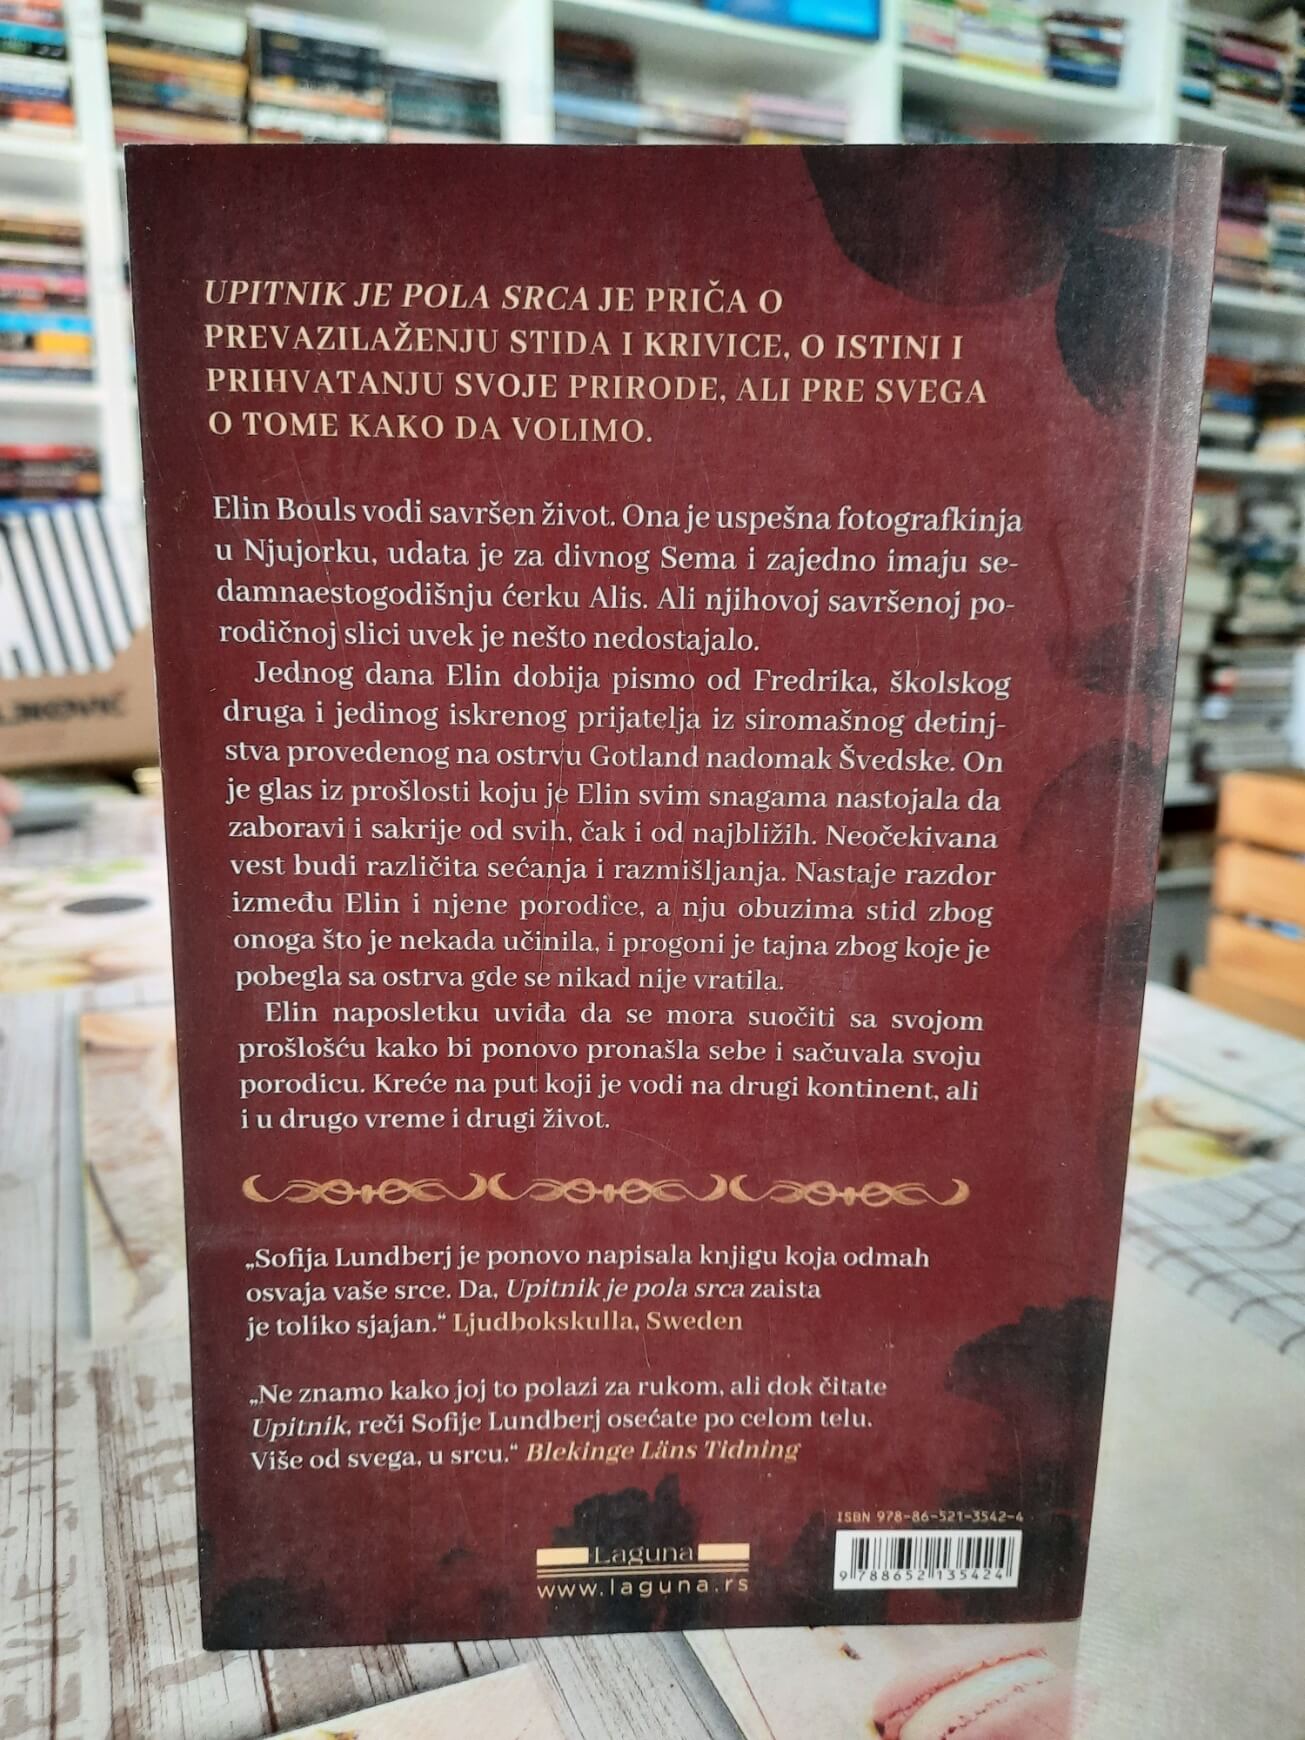 UPITNIK JE POLA SRCA JE PRIČA O
PREVAZILAŽENJU STIDA I KRIVICE, O ISTINI I
PRIHVATANJU SVOJE PRIRODE, ALI PRE SVEGA
O TOME KAKO DA VOLIMO.
Elin Bouls vodi savršen život. Ona je uspešna fotografkinja
u Njujorku, udata je za divnog Sema i zajedno imaju se-
damnaestogodišnju ćerku Alis. Ali njihovoj savršenoj po-
rodičnoj slici uvek je nešto nedostajalo.
Jednog dana Elin dobija pismo od Fredrika, školskog
druga i jedinog iskrenog prijatelja iz siromašnog detinj-
stva provedenog na ostrvu Gotland nadomak Švedske. On
je glas iz prošlosti koju je Elin svim snagama nastojala da
zaboravi i sakrije od svih, čak i od najbližih. Neočekivana
vest budi različita sećanja i razmišljanja. Nastaje razdor
između Elin i njene porodice, a nju obuzima stid zbog
onoga što je nekada učinila, i progoni je tajna zbog koje je
pobegla sa ostrva gde se nikad nije vratila.
Elin naposletku uviđa da se mora suočiti sa svojom
prošlošću kako bi ponovo pronašla sebe i sačuvala svoju
porodicu. Kreće na put koji je vodi na drugi kontinent, ali
i u drugo vreme i drugi život.
„Sofija Lundberj je ponovo napisala knjigu koja odmah
osvaja vaše srce. Da, Upitnik je pola srca zaista
je toliko sjajan.“ Ljudbokskulla, Sweden
„Ne znamo kako joj to polazi za rukom, ali dok čitate
Upitnik, reči Sofije Lundberj osećate po celom telu.
Više od svega, u srcu.“ Blekinge Läns Tidning
ISBN 978-86-521-3542-4
Laguna
www.laguna.rs
9 788652 135424